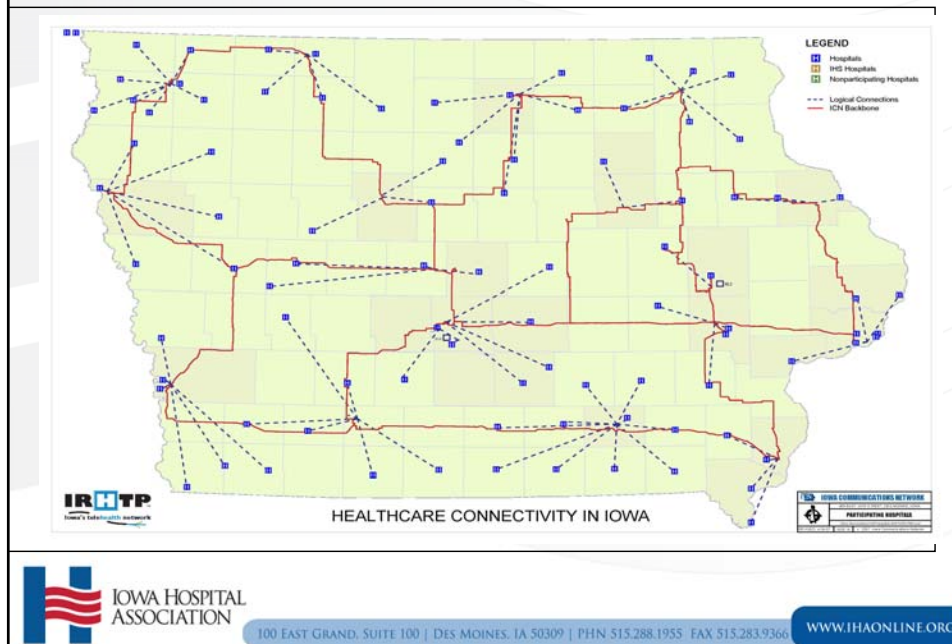 LEGEND
Hospitals
IHS Hospitals
Nonparticipating Hospitals
Logical Connections
ICN Backbone
IRHTP
Iowa's telehealth network
HEALTHCARE CONNECTIVITY IN IOWA
IOWA COMMUNICATIONS NETWORK
PARTICIPATING HOSPITALS
IOWA HOSPITAL
ASSOCIATION
100 EAST GRAND, SUITE 100 | DES MOINES, IA 50309 | PHN 515.288.1955 FAX 515.283.9366
WWW.IHAONLINE.ORG